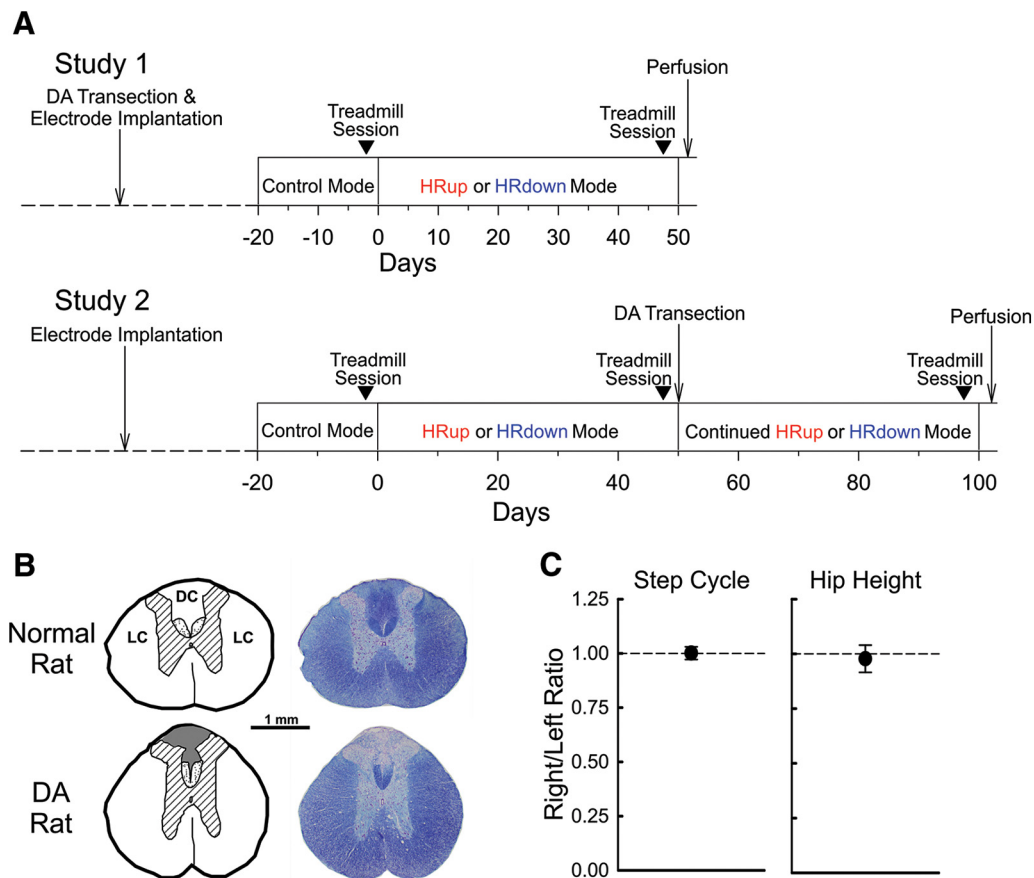 A
Study 1
DA Transection &
Electrode Implantation
Treadmill
Session
Treadmill
Session
Perfusion
Control Mode
HRup or HRdown Mode
-20 -10 0 10 20 30 40 50
Days
Study 2
Electrode Implantation
Treadmill
Session
Treadmill
Session
DA Transection
Treadmill
Session
Perfusion
Control Mode
HRup or HRdown Mode
Continued HRup or HRdown Mode
-20 0 20 40 60 80 100
Days
B
Normal
Rat
DC
LC LC
1 mm
DA
Rat
C
Step Cycle
Hip Height
Right/Left Ratio
1.25
1.00
0.75
0.50
0.25
0.00